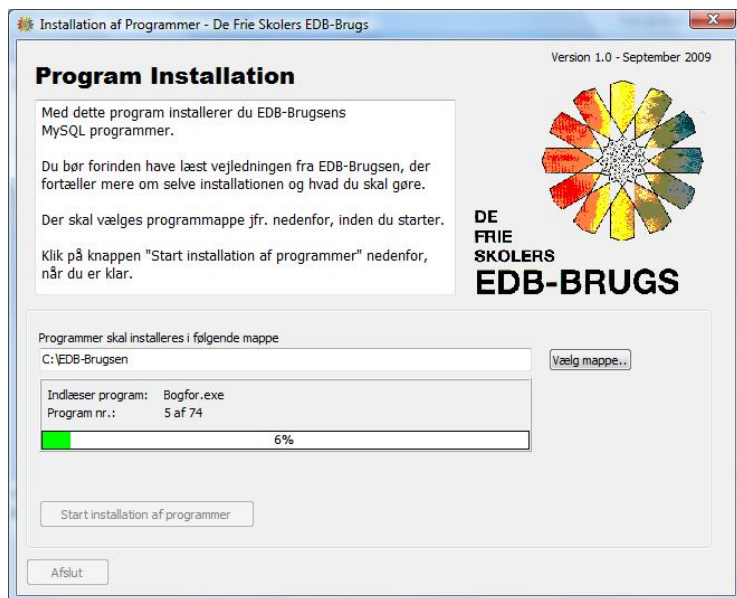 Installation af Programmer - De Frie Skolers EDB-Brugs
Version 1.0 - September 2009
Program Installation
Med dette program installerer du EDB-Brugsens
MySQL programmer.
Du bør forinden have læst vejledningen fra EDB-Brugsen, der
fortæller mere om selve installationen og hvad du skal gøre.
Der skal vælges programmappe jfr. nedenfor, inden du starter.
Klik på knappen "Start installation af programmer" nedenfor,
når du er klar.
DE
FRIE
SKOLERS
EDB-BRUGS
Programmer skal installeres i følgende mappe
C:\EDB-Brugsen
Vælg mappe..
Indlæser program: Bogfor.exe
Program nr.: 5 af 74
6%
Start installation af programmer
Afslut